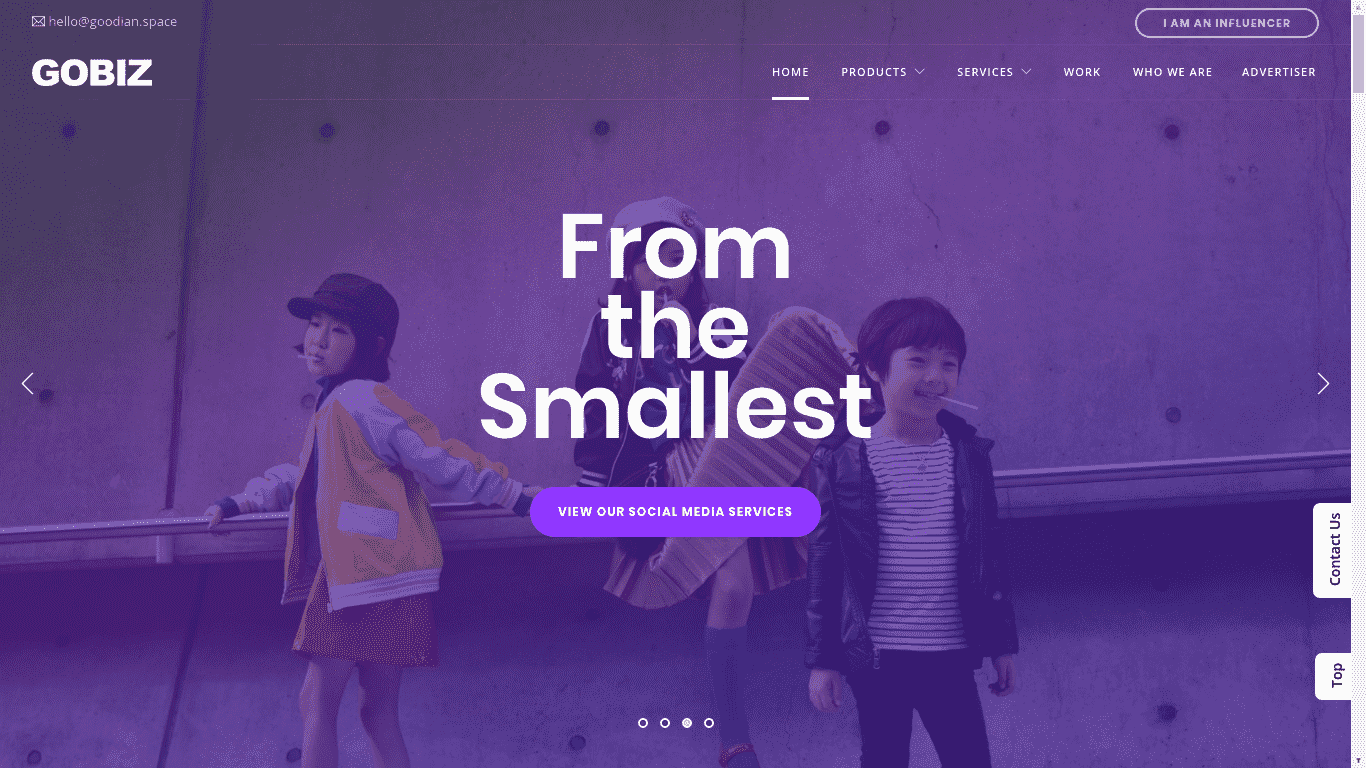 hello@goodian.space
I AM AN INFLUENCER
GOBIZ
HOME PRODUCTS SERVICES WORK WHO WE ARE ADVERTISER
From
the
Smallest
VIEW OUR SOCIAL MEDIA SERVICES
Contact Us
Top